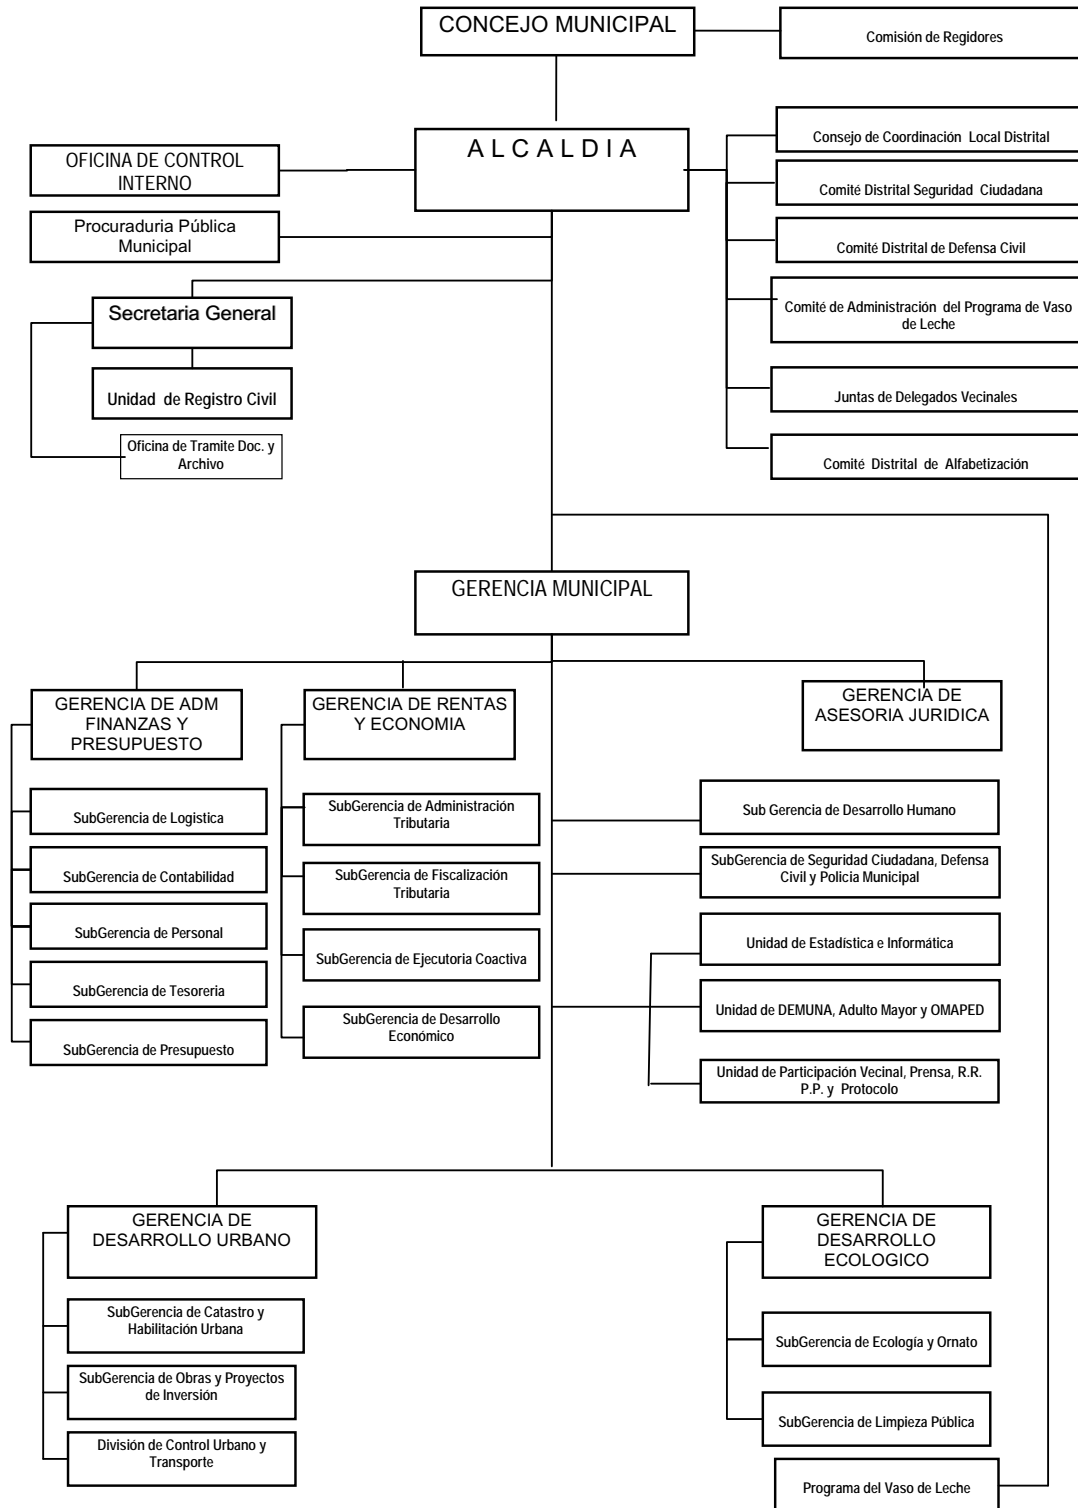 CONCEJO MUNICIPAL
Comisión de Regidores
A L C A L D I A
Consejo de Coordinación Local Distrital
OFICINA DE CONTROL
INTERNO
Comité Distrital Seguridad Ciudadana
Procuraduria Pública
Municipal
Comité Distrital de Defensa Civil
Secretaria General
Comité de Administración del Programa de Vaso
de Leche
Unidad de Registro Civil
Juntas de Delegados Vecinales
Oficina de Tramite Doc. y
Archivo
Comité Distrital de Alfabetización
GERENCIA MUNICIPAL
GERENCIA DE ADM
FINANZAS Y
PRESUPUESTO
GERENCIA DE RENTAS
Y ECONOMIA
GERENCIA DE
ASESORIA JURIDICA
SubGerencia de Logistica
SubGerencia de Contabilidad
SubGerencia de Personal
SubGerencia de Tesoreria
SubGerencia de Presupuesto
SubGerencia de Administración
Tributaria
SubGerencia de Fiscalización
Tributaria
SubGerencia de Ejecutoria Coactiva
SubGerencia de Desarrollo
Económico
Sub Gerencia de Desarrollo Humano
SubGerencia de Seguridad Ciudadana, Defensa
Civil y Policia Municipal
Unidad de Estadística e Informática
Unidad de DEMUNA, Adulto Mayor y OMAPED
Unidad de Participación Vecinal, Prensa, R.R.
P.P. y Protocolo
GERENCIA DE
DESARROLLO URBANO
SubGerencia de Catastro y
Habilitación Urbana
SubGerencia de Obras y Proyectos
de Inversión
División de Control Urbano y
Transporte
GERENCIA DE
DESARROLLO
ECOLOGICO
SubGerencia de Ecología y Ornato
SubGerencia de Limpieza Pública
Programa del Vaso de Leche